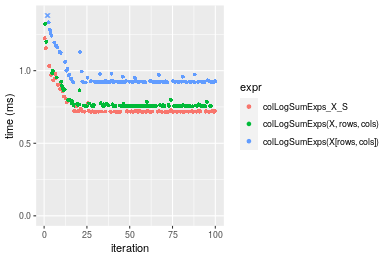 time (ms)
1.0
0.5
0.0
0
25
50
75
100
iteration
expr
colLogSumExps_X_S
colLogSumExps(X, rows, cols)
colLogSumExps(X[rows, cols])